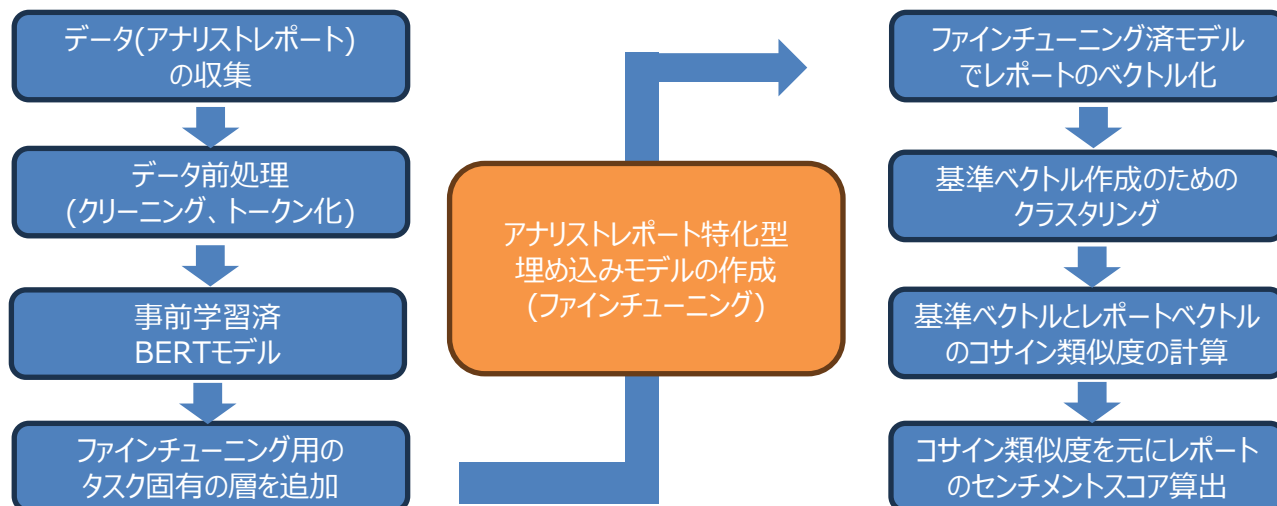 データ(アナリストレポート)
の収集
データ前処理
(クリーニング、トークン化)
事前学習済
BERTモデル
ファインチューニング用の
タスク固有の層を追加
アナリストレポート特化型
埋め込みモデルの作成
(ファインチューニング)
ファインチューニング済モデル
でレポートのベクトル化
基準ベクトル作成のための
クラスタリング
基準ベクトルとレポートベクトル
のコサイン類似度の計算
コサイン類似度を元にレポート
のセンチメントスコア算出